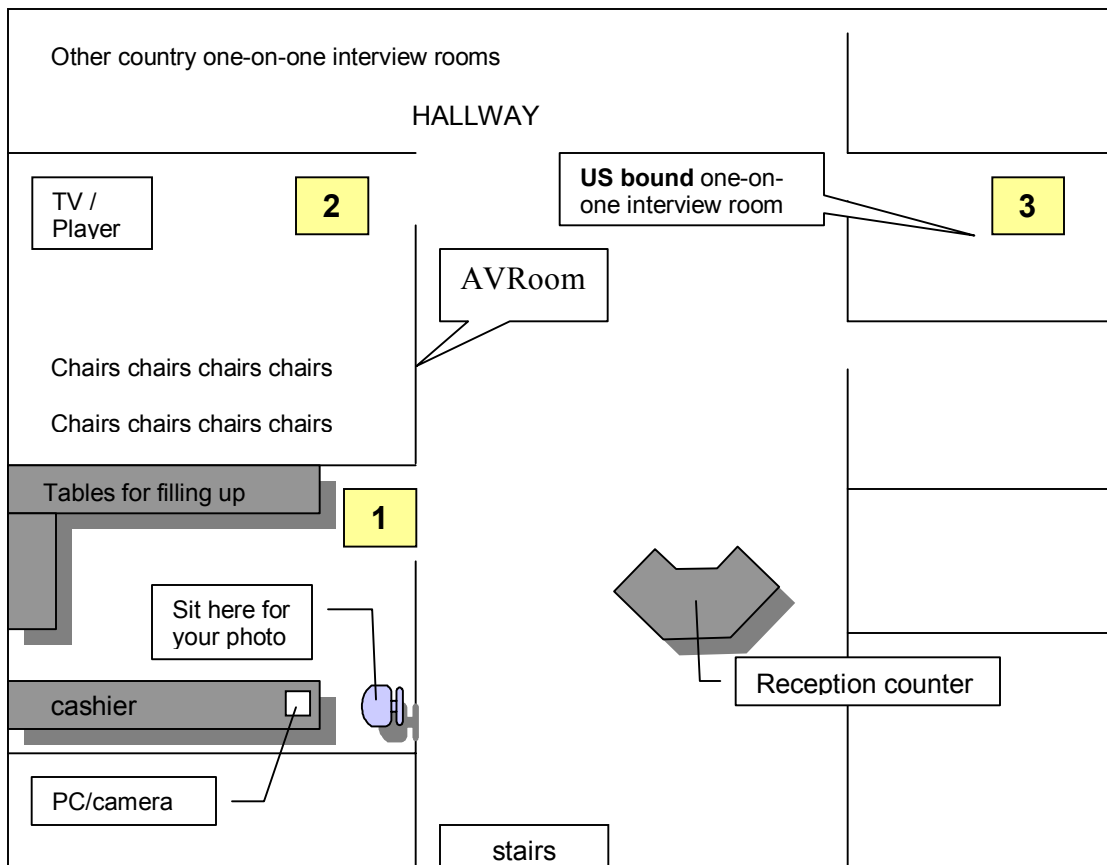 Other country one-on-one interview rooms
HALLWAY
TV /
Player
2
US bound one-on-
one interview room
3
AVRoom
Chairs chairs chairs chairs
Chairs chairs chairs chairs
Tables for filling up
1
Sit here for
your photo
cashier
Reception counter
PC/camera
stairs